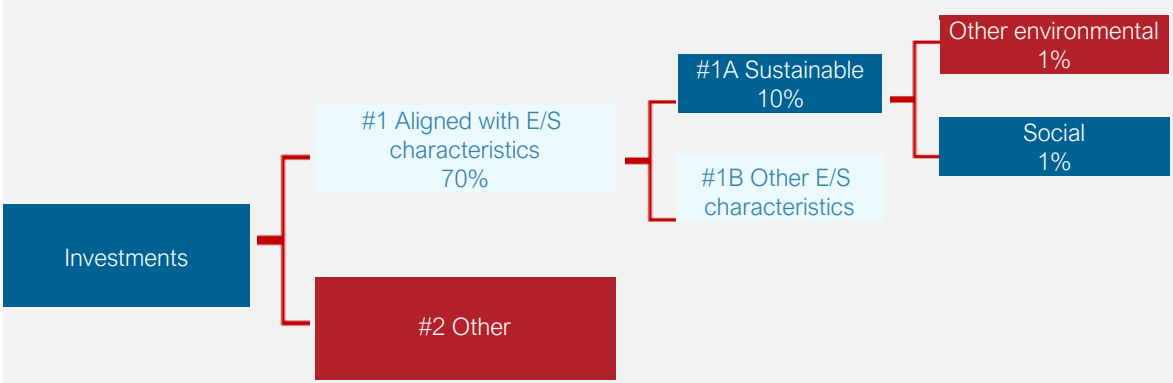 Investments
#1 Aligned with E/S
characteristics
70%
#2 Other
#1A Sustainable
10%
#1B Other E/S
characteristics
Other environmental
1%
Social
1%